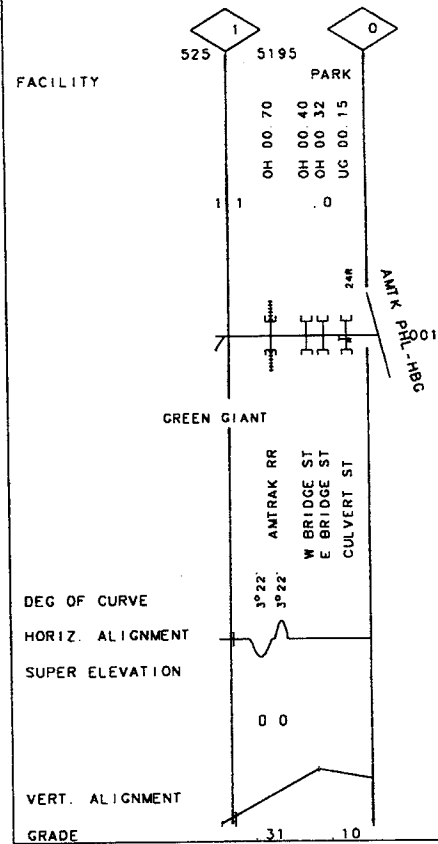 1 0
525 5195
FACILITY PARK
OH 00.70
OH 00.40
OH 00 32
UG 00.15
1 1 .0
24R
AMTK PHL-HBG
001
GREEN GIANT
AMTRAK RR
W BRIDGE ST
E BRIDGE ST
CULVERT ST
DEG OF CURVE
3°22'
3°22'
HORIZ. ALIGNMENT
SUPER ELEVATION
0 0
VERT. ALIGNMENT
GRADE .31 .10